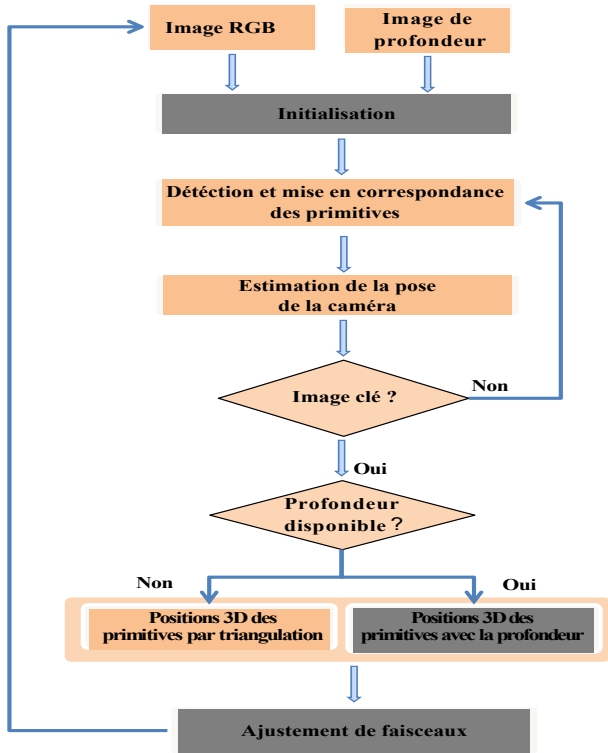 Image RGB
Image de
profondeur
Initialisation
Détéction et mise en correspondance
des primitives
Estimation de la pose
de la caméra
Image clé ?
Non
Oui
Profondeur
disponible ?
Non
Oui
Positions 3D des
primitives par triangulation
Positions 3D des
primitives avec la profondeur
Ajustement de faisceaux